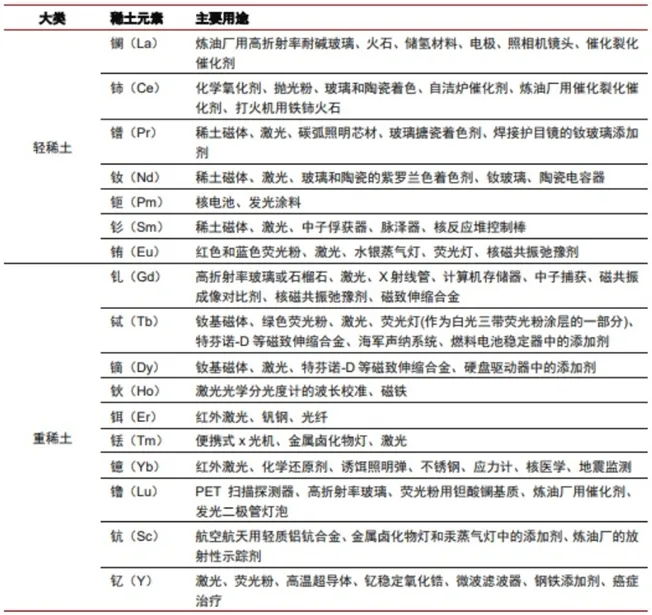 大类 稀土元素 主要用途
镧（La） 炼油厂用高折射率耐碱玻璃、火石、储氢材料、电极、照相机镜头、催化裂化
催化剂
铈（Ce） 化学氧化剂、抛光粉、玻璃和陶瓷着色、自洁炉催化剂、炼油厂用催化裂化催
化剂、打火机用铁铈火石
轻稀土 镨（Pr） 稀土磁体、激光、碳弧照明芯材、玻璃搪瓷着色剂、焊接护目镜的钕玻璃添加
剂
钕（Nd） 稀土磁体、激光、玻璃和陶瓷的紫罗兰色着色剂、钕玻璃、陶瓷电容器
钷（Pm） 核电池、发光涂料
钐（Sm） 稀土磁体、激光、中子俘获器、脉泽器、核反应堆控制棒
铕（Eu） 红色和蓝色荧光粉、激光、水银蒸气灯、荧光灯、核磁共振弛豫剂
钆（Gd） 高折射率玻璃或石榴石、激光、X 射线管、计算机存储器、中子捕获、磁共振
成像对比剂、核磁共振弛豫剂、磁致伸缩合金
铽（Tb） 钕基磁体、绿色荧光粉、激光、荧光灯(作为白光三带荧光粉涂层的一部分)、
特芬诺-D 等磁致伸缩合金、海军声纳系统、燃料电池稳定器中的添加剂
镝（Dy） 钕基磁体、激光、特芬诺-D 等磁致伸缩合金、硬盘驱动器中的添加剂
钬（Ho） 激光光学分光度计的波长校准、磁铁
铒（Er） 红外激光、钒钢、光纤
重稀土 铥（Tm） 便携式 x 光机、金属卤化物灯、激光
镱（Yb） 红外激光、化学还原剂、诱饵照明弹、不锈钢、应力计、核医学、地震监测
镥（Lu） PET 扫描探测器、高折射率玻璃、荧光粉用钽酸镧基质、炼油厂用催化剂、
发光二极管灯泡
钪（Sc） 航空航天用轻质铝钪合金、金属卤化物灯和汞蒸气灯中的添加剂、炼油厂的放
射性示踪剂
钇（Y） 激光、荧光粉、高温超导体、钇稳定氧化锆、微波滤波器、钢铁添加剂、癌症
治疗